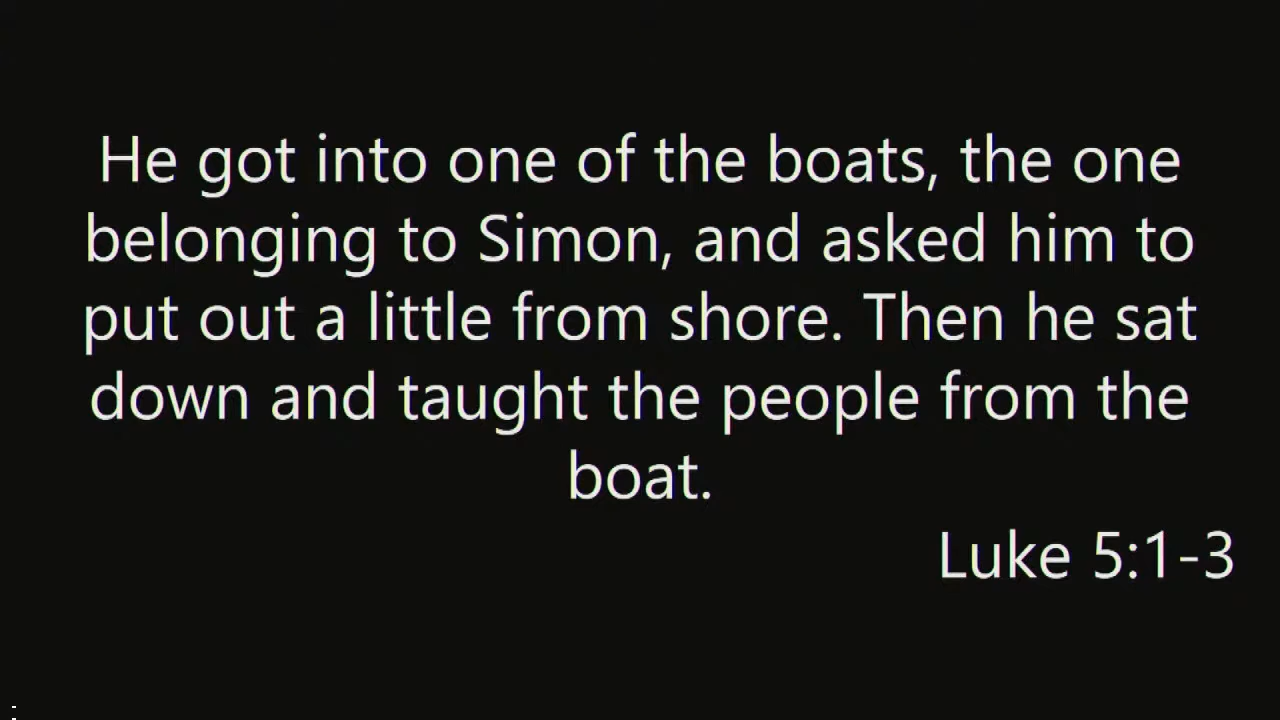 He got into one of the boats, the one
belonging to Simon, and asked him to
put out a little from shore. Then he sat
down and taught the people from the
boat.
Luke 5:1-3